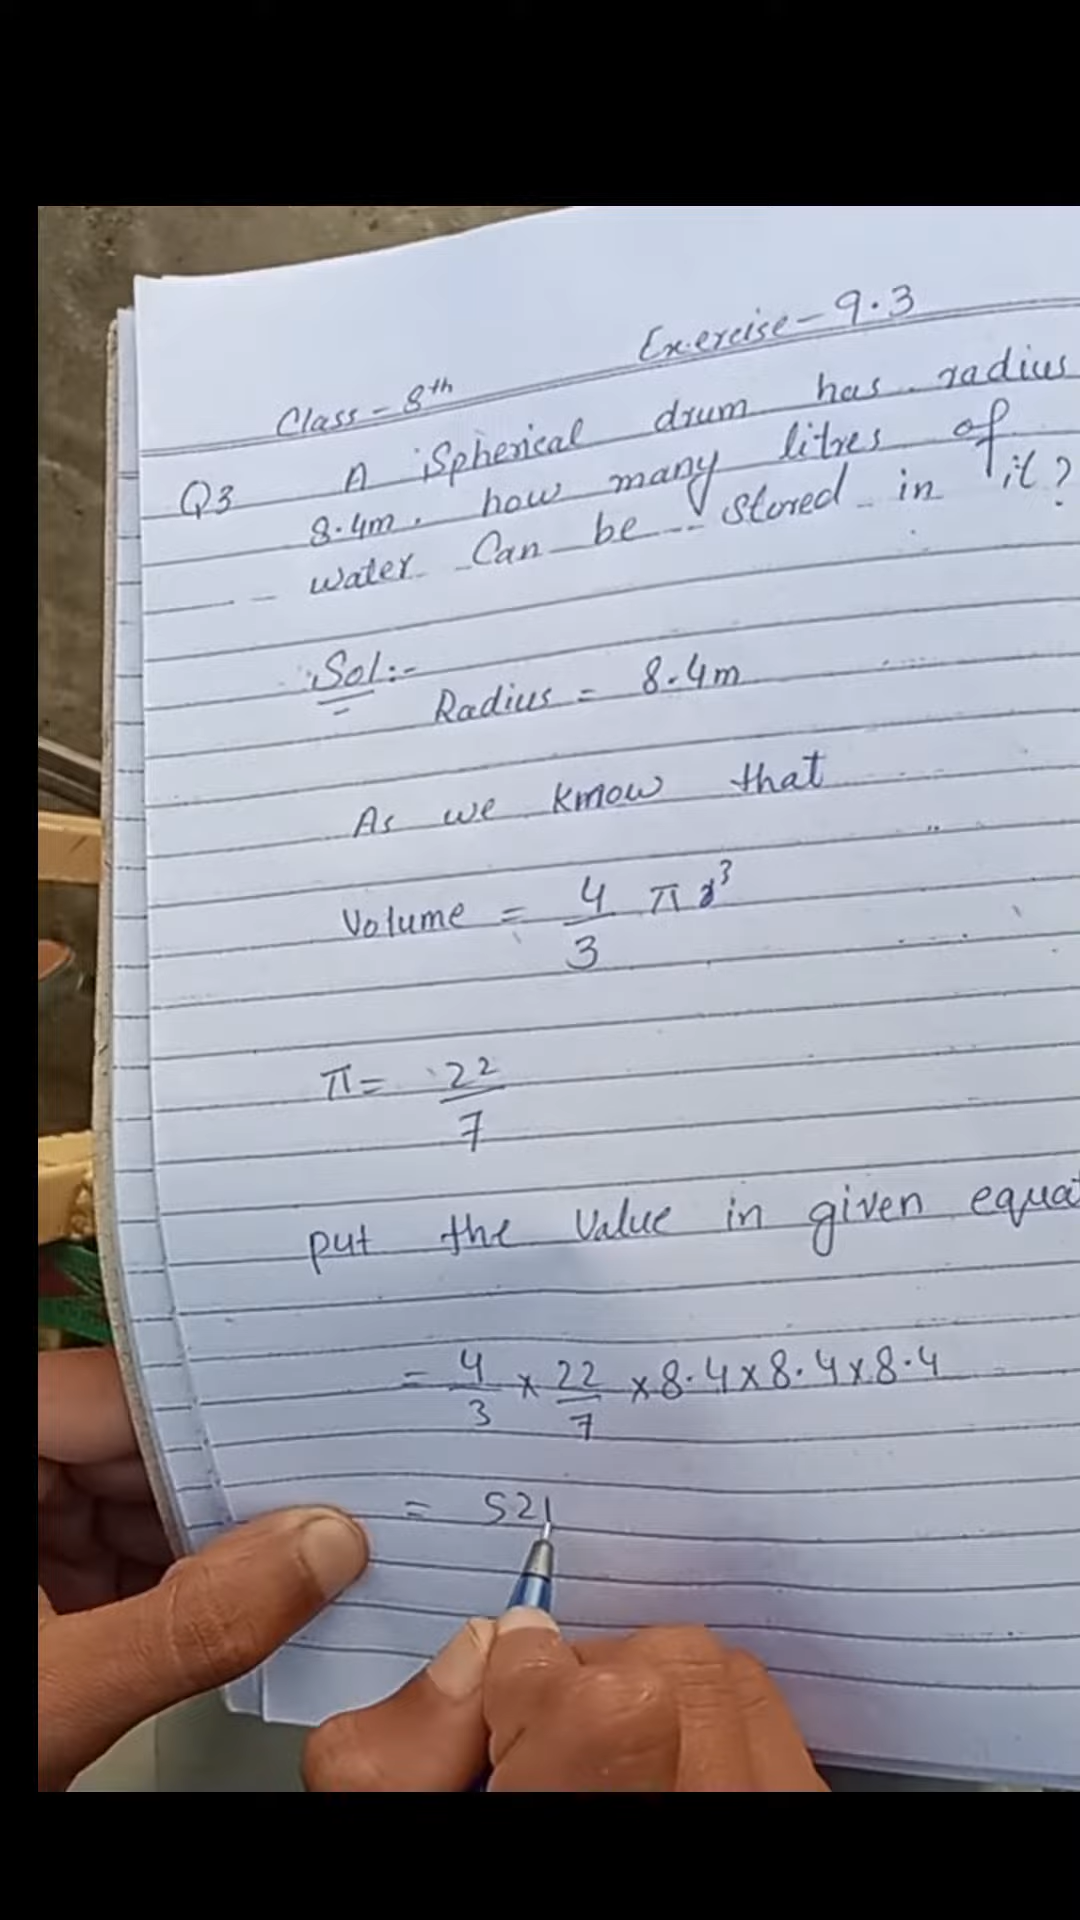 Exercise - 9.3
Class - 8th
Q3 A Spherical drum has radius
8.4m. how many litres of
water Can be stored in it?
Sol:-
Radius = 8.4m
As we know that
Volume = 4/3 π r³
π = 22/7
put the value in given equat
= 4/3 × 22/7 × 8.4 × 8.4 × 8.4
= 521